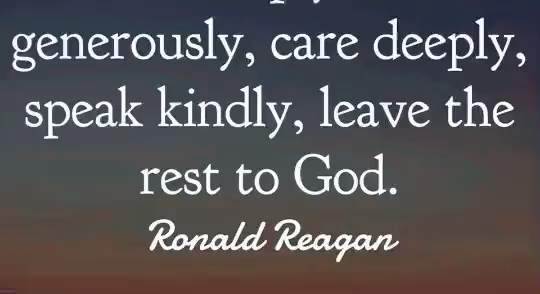 generously, care deeply,
speak kindly, leave the
rest to God.
Ronald Reagan